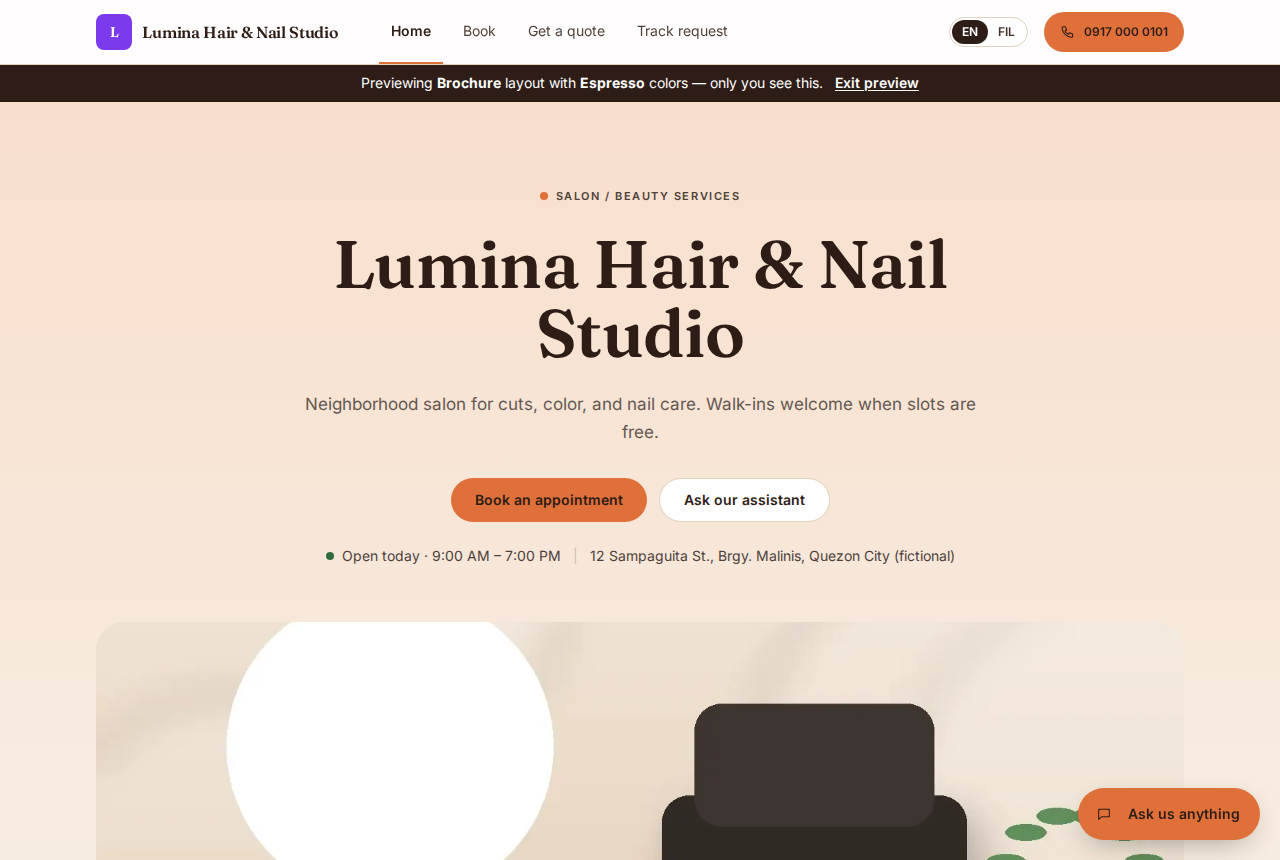 L
Lumina Hair & Nail Studio
Home
Book
Get a quote
Track request
EN
FIL
0917 000 0101
Previewing Brochure layout with Espresso colors — only you see this. Exit preview
SALON / BEAUTY SERVICES
Lumina Hair & Nail
Studio
Neighborhood salon for cuts, color, and nail care. Walk-ins welcome when slots are
free.
Book an appointment
Ask our assistant
Open today · 9:00 AM – 7:00 PM
12 Sampaguita St., Brgy. Malinis, Quezon City (fictional)
Ask us anything